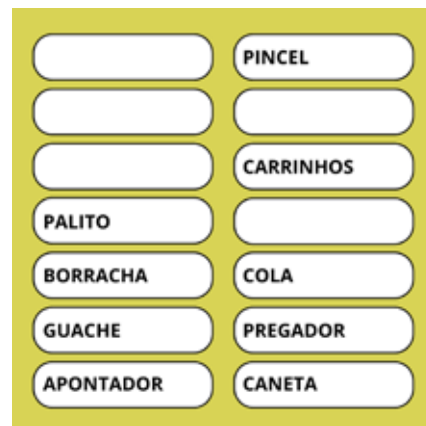 PINCEL
CARRINHOS
PALITO
BORRACHA
COLA
GUACHE
PREGADOR
APONTADOR
CANETA